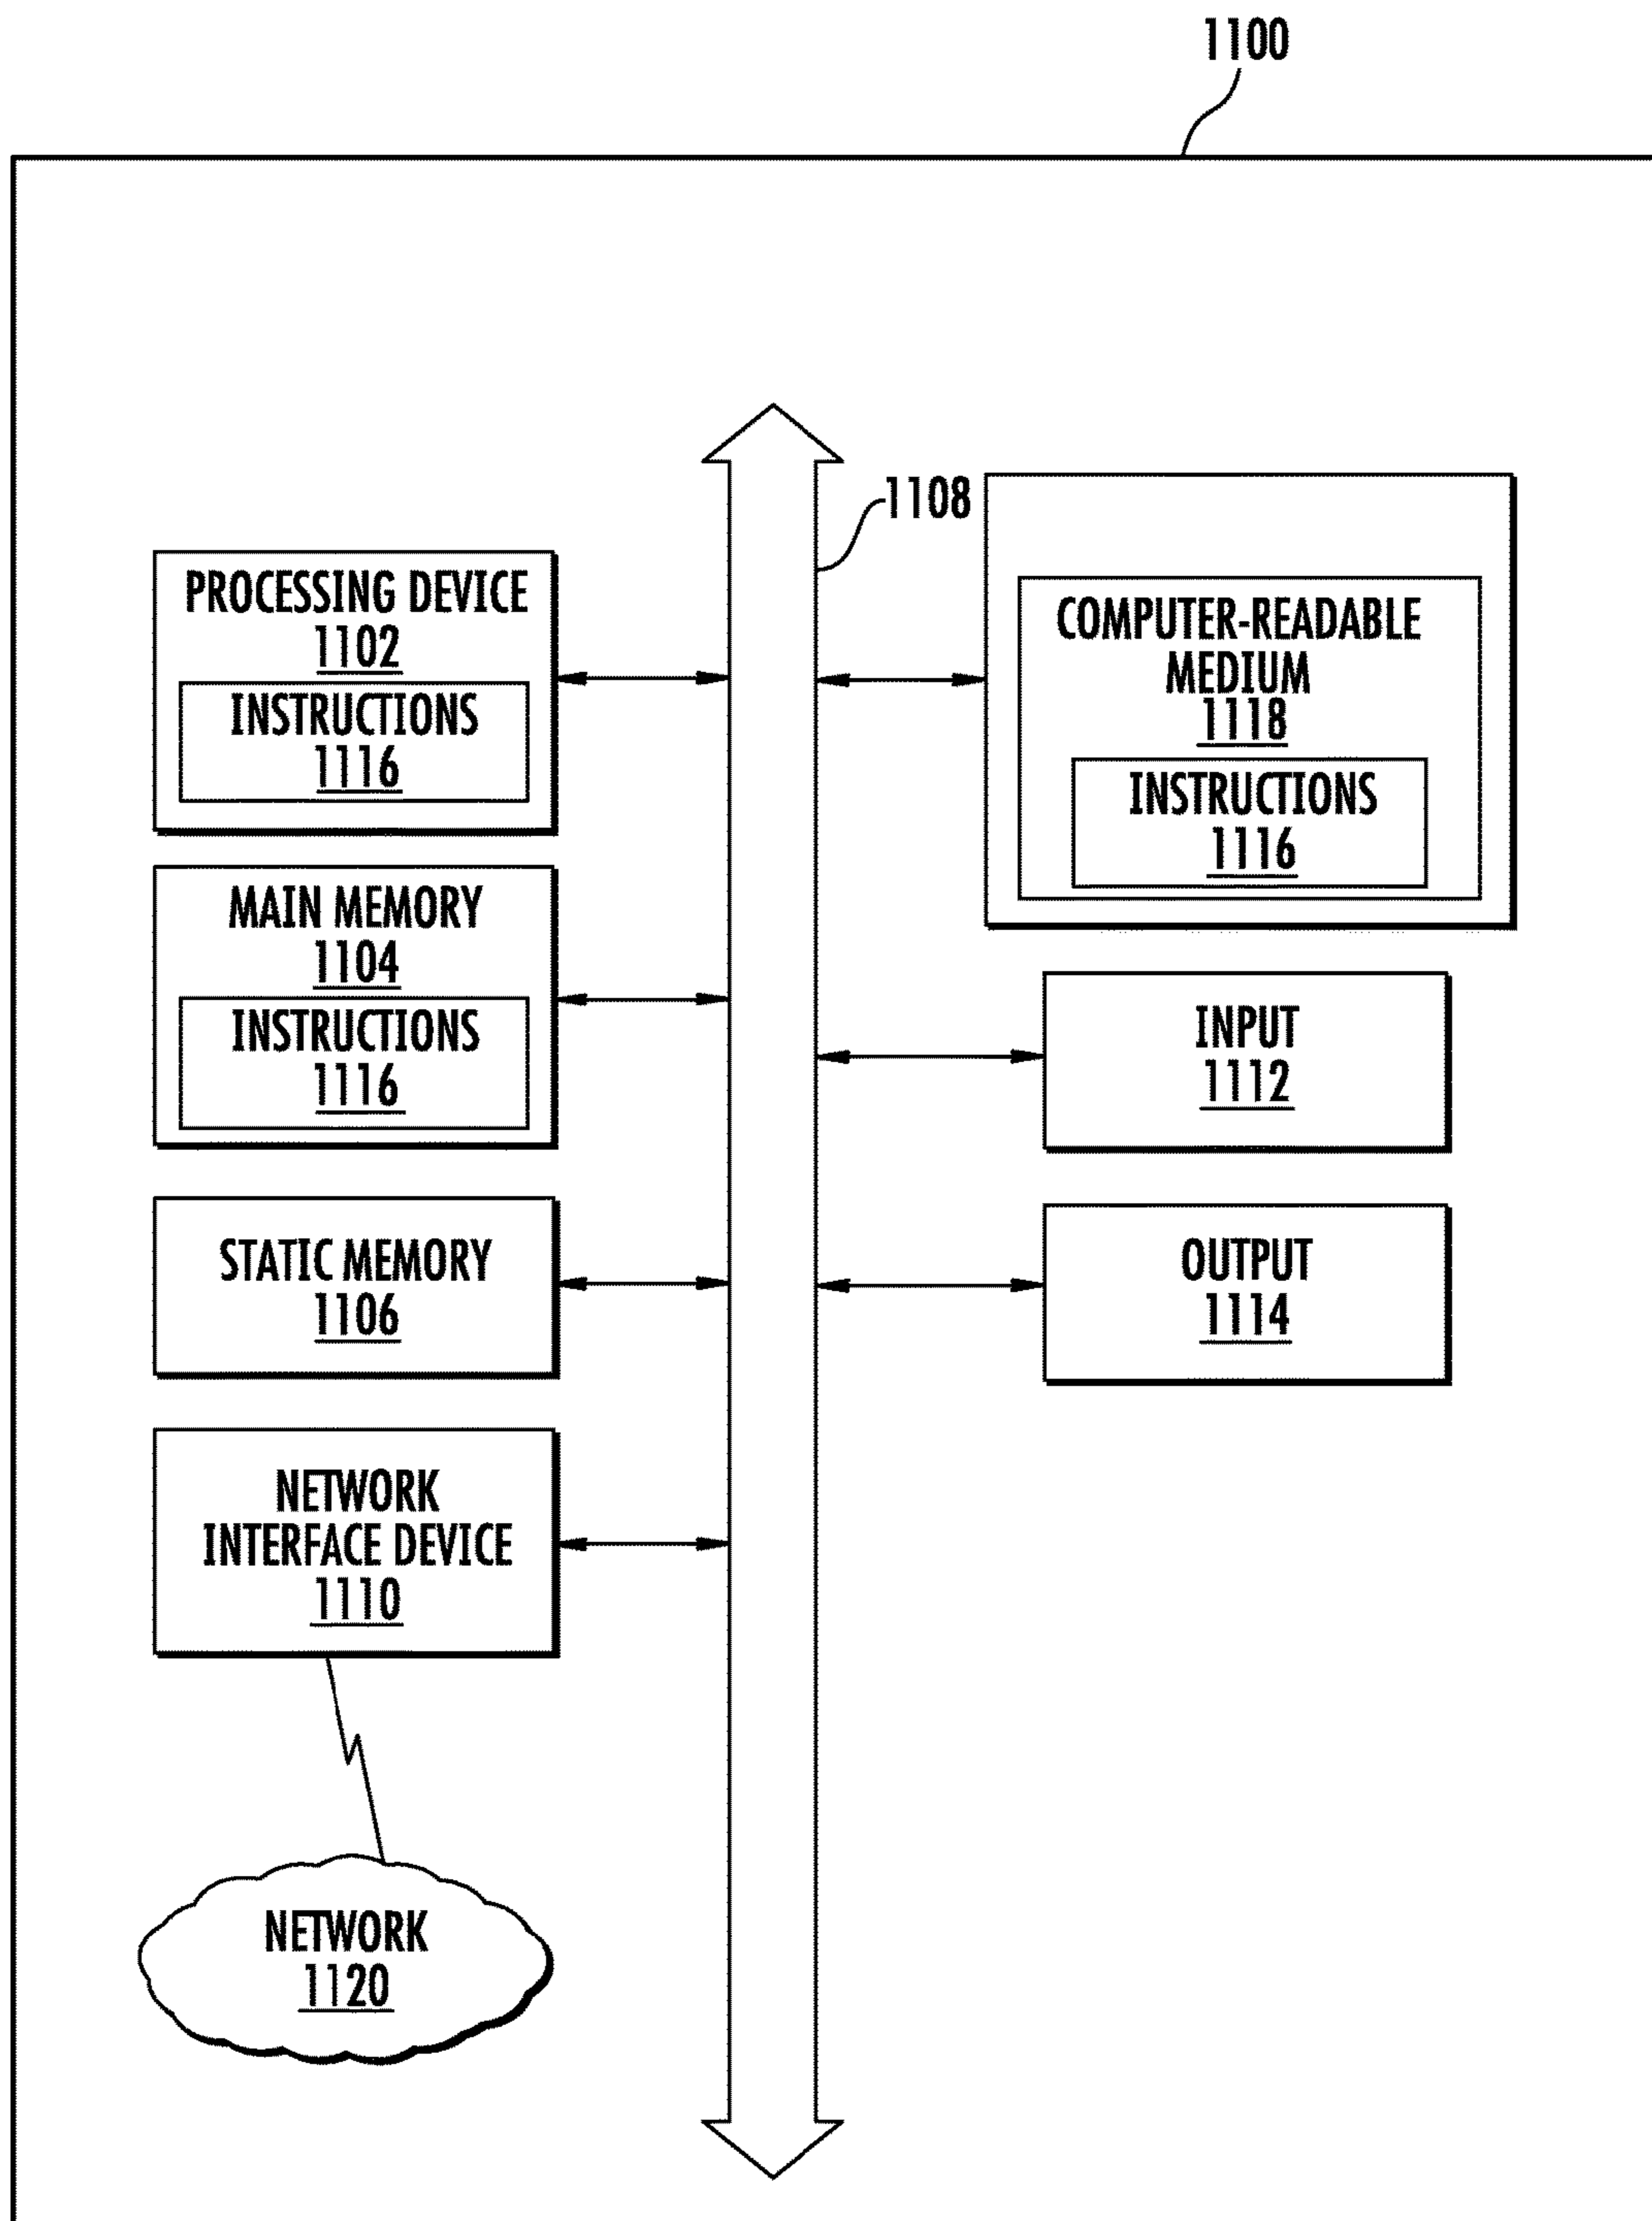 1100
1108
PROCESSING DEVICE
1102
INSTRUCTIONS
1116
MAIN MEMORY
1104
INSTRUCTIONS
1116
STATIC MEMORY
1106
NETWORK
INTERFACE DEVICE
1110
NETWORK
1120
COMPUTER-READABLE
MEDIUM
1118
INSTRUCTIONS
1116
INPUT
1112
OUTPUT
1114